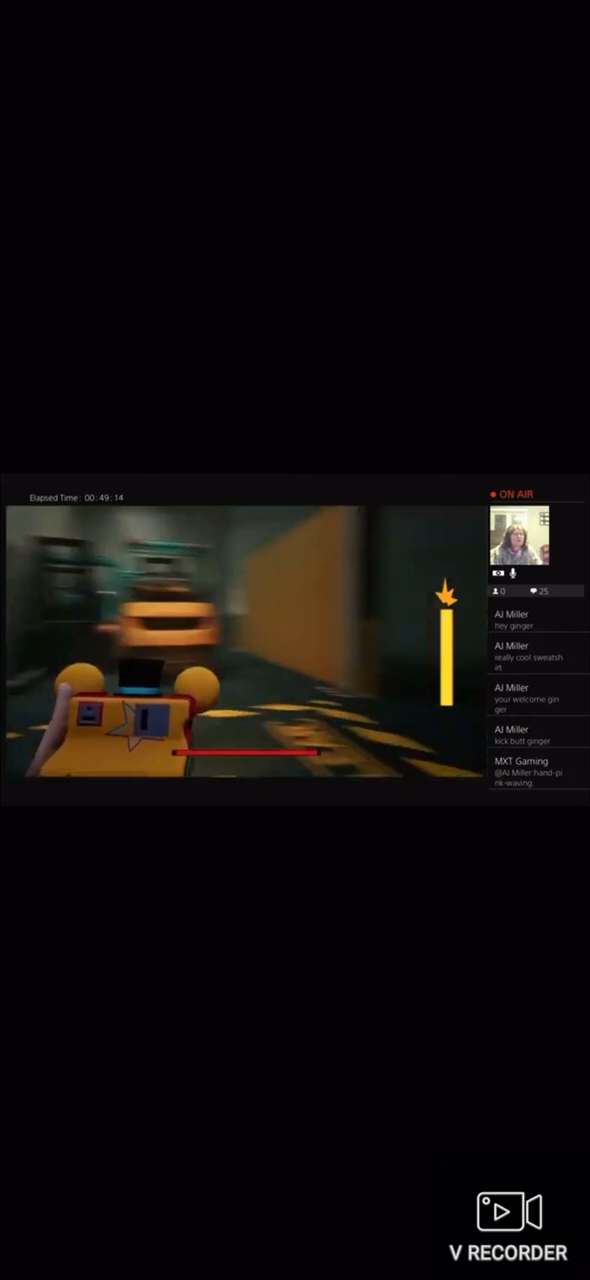 Elapsed Time : 00:49:14
ON AIR
0
25
AJ Miller
hey ginger
AJ Miller
really cool sweatsh
irt
AJ Miller
your welcome gin
ger
AJ Miller
kick butt ginger
MXT Gaming
@AJ Miller:hand-pi
nk-waving:
V RECORDER